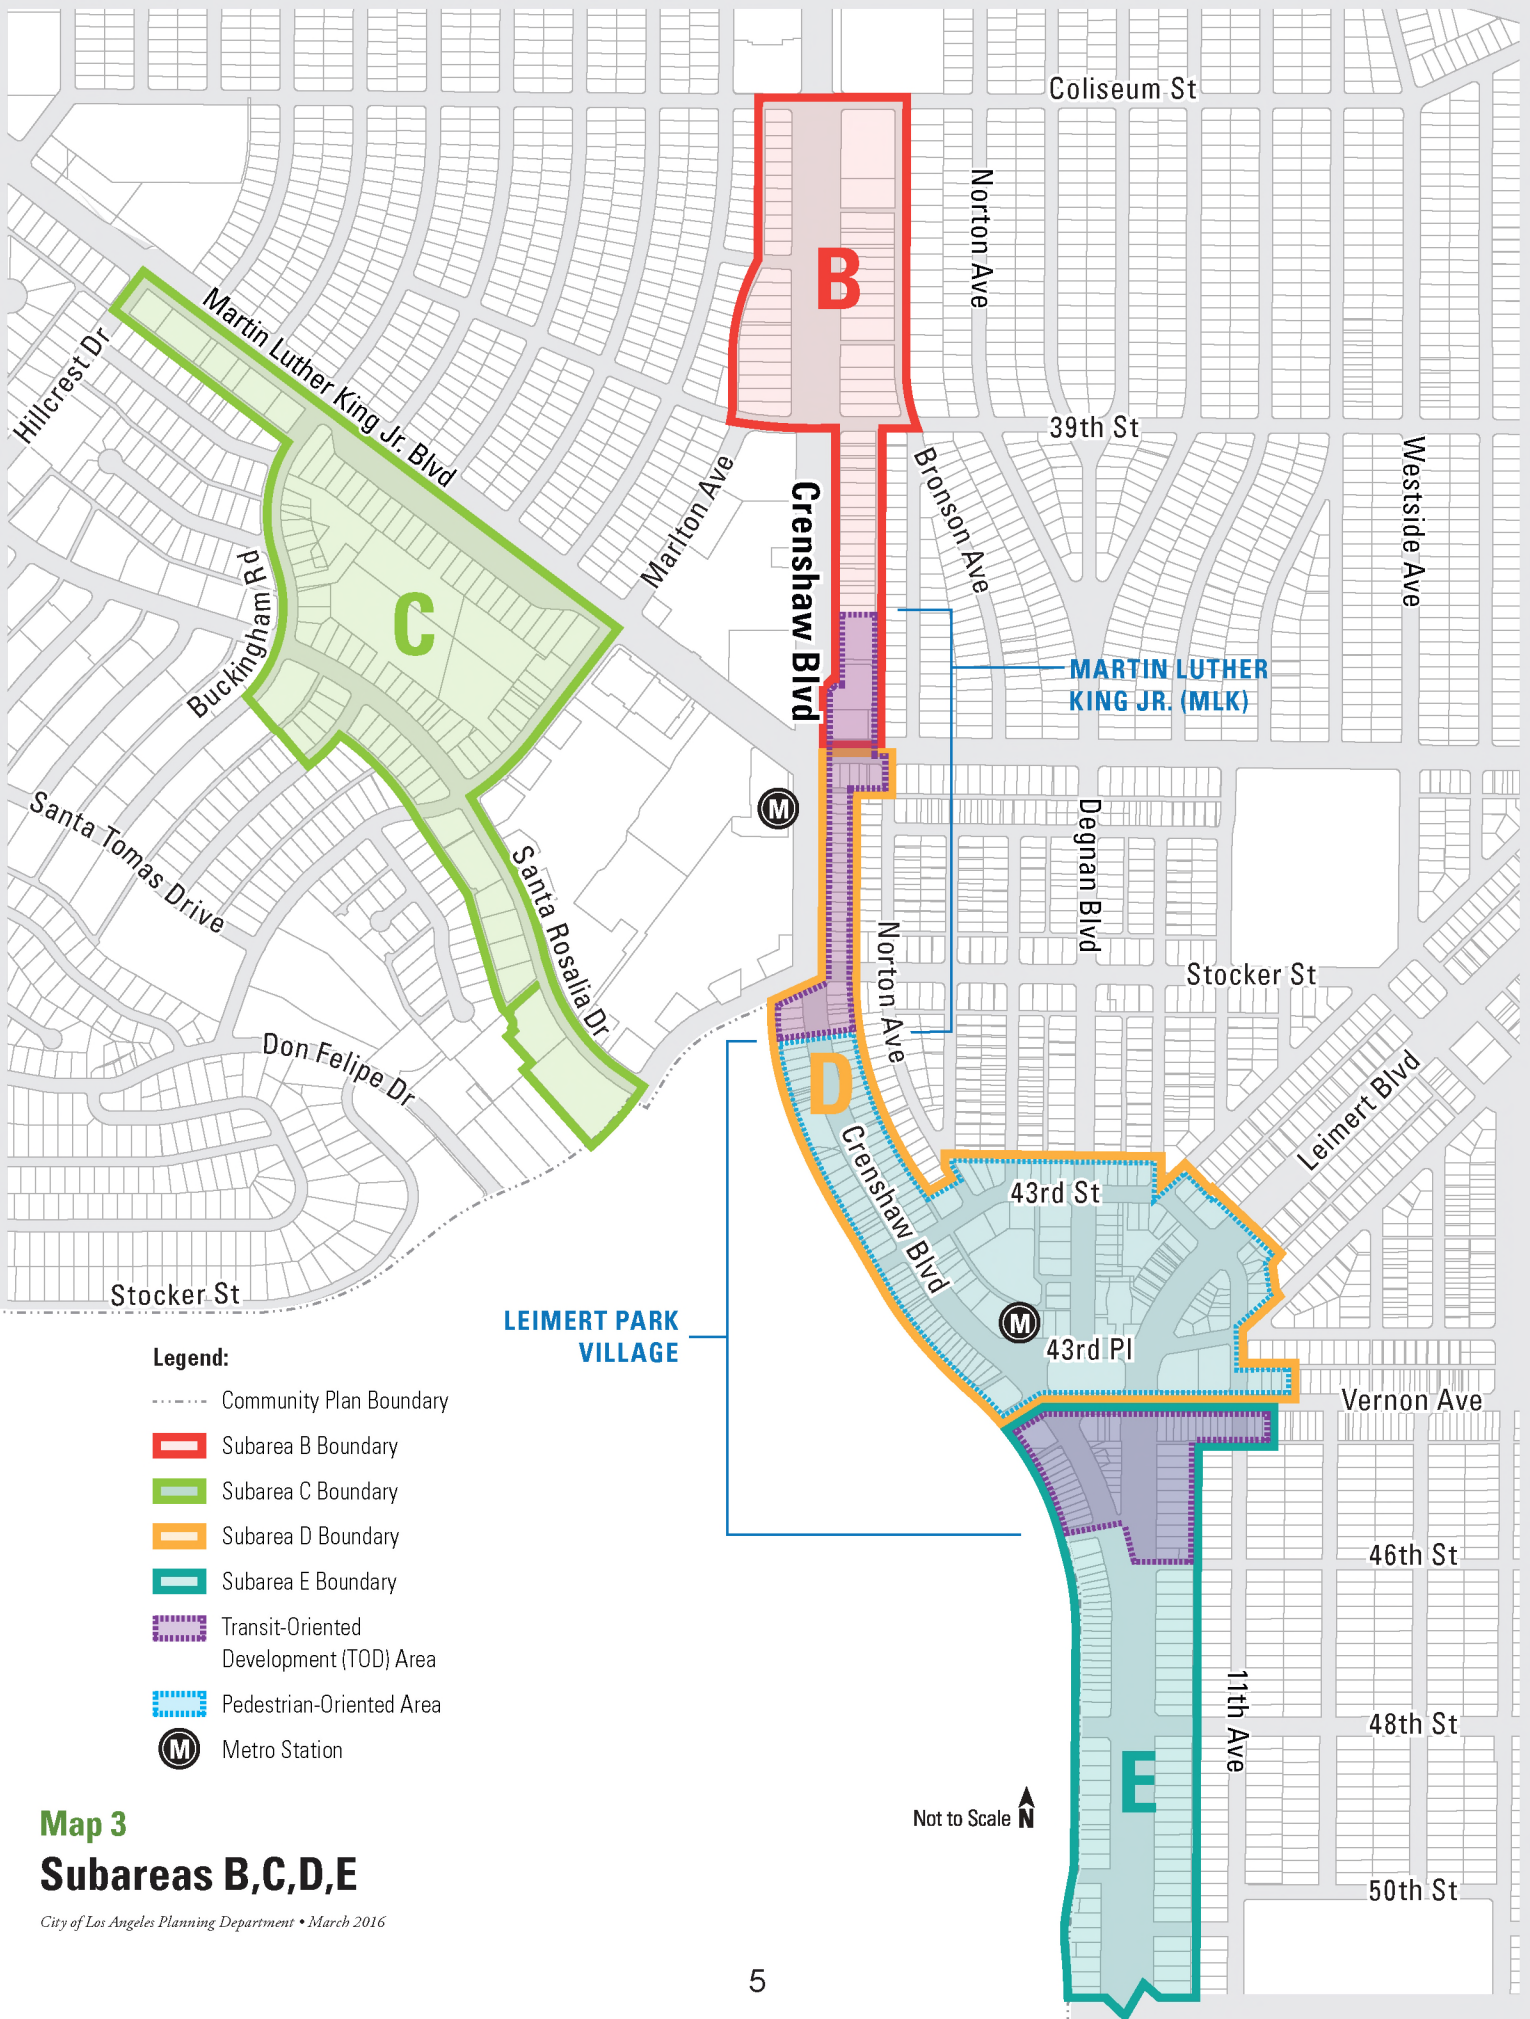 Coliseum St
Norton Ave
B
Martin Luther King Jr. Blvd
Hillcrest Dr
39th St
Marlton Ave
Crenshaw Blvd
Bronson Ave
Westside Ave
Buckingham Rd
C
MARTIN LUTHER
KING JR. (MLK)
M
Santa Tomas Drive
Santa Rosalia Dr
Degnan Blvd
Norton Ave
Stocker St
Don Felipe Dr
D
Leimert Blvd
Crenshaw Blvd
43rd St
Stocker St
LEIMERT PARK
VILLAGE
M
43rd Pl
Vernon Ave
Legend:
Community Plan Boundary
Subarea B Boundary
Subarea C Boundary
Subarea D Boundary
Subarea E Boundary
Transit-Oriented
Development (TOD) Area
Pedestrian-Oriented Area
M Metro Station
46th St
11th Ave
48th St
E
Not to Scale N
50th St
Map 3
Subareas B,C,D,E
City of Los Angeles Planning Department • March 2016
5